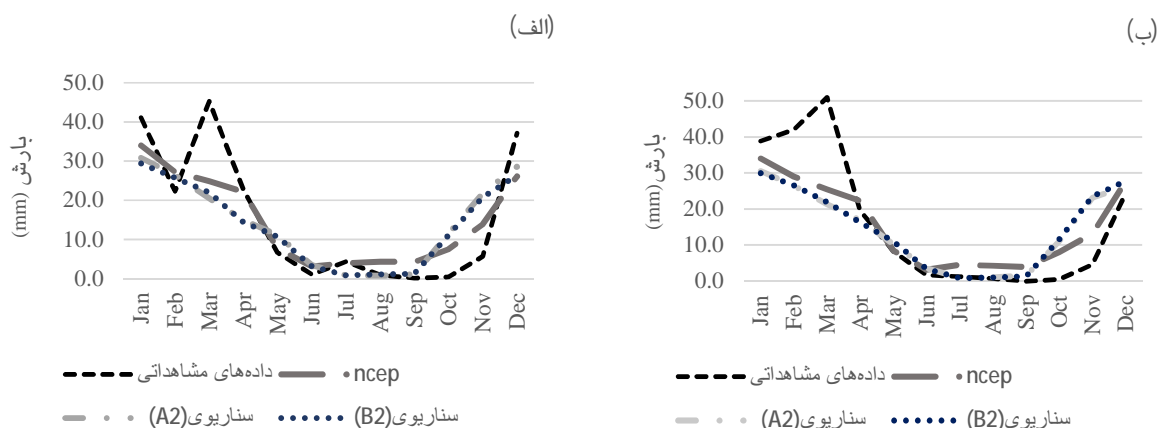 (الف)
50.0
40.0
30.0
20.0
10.0
0.0
بارش (mm)
Jan Feb Mar Apr May Jun Jul Aug Sep Oct Nov Dec
داده‌های مشاهداتی
ncep
سناریوی(A2)
سناریوی(B2)
(ب)
50.0
40.0
30.0
20.0
10.0
0.0
بارش (mm)
Jan Feb Mar Apr May Jun Jul Aug Sep Oct Nov Dec
داده‌های مشاهداتی
ncep
سناریوی(A2)
سناریوی(B2)